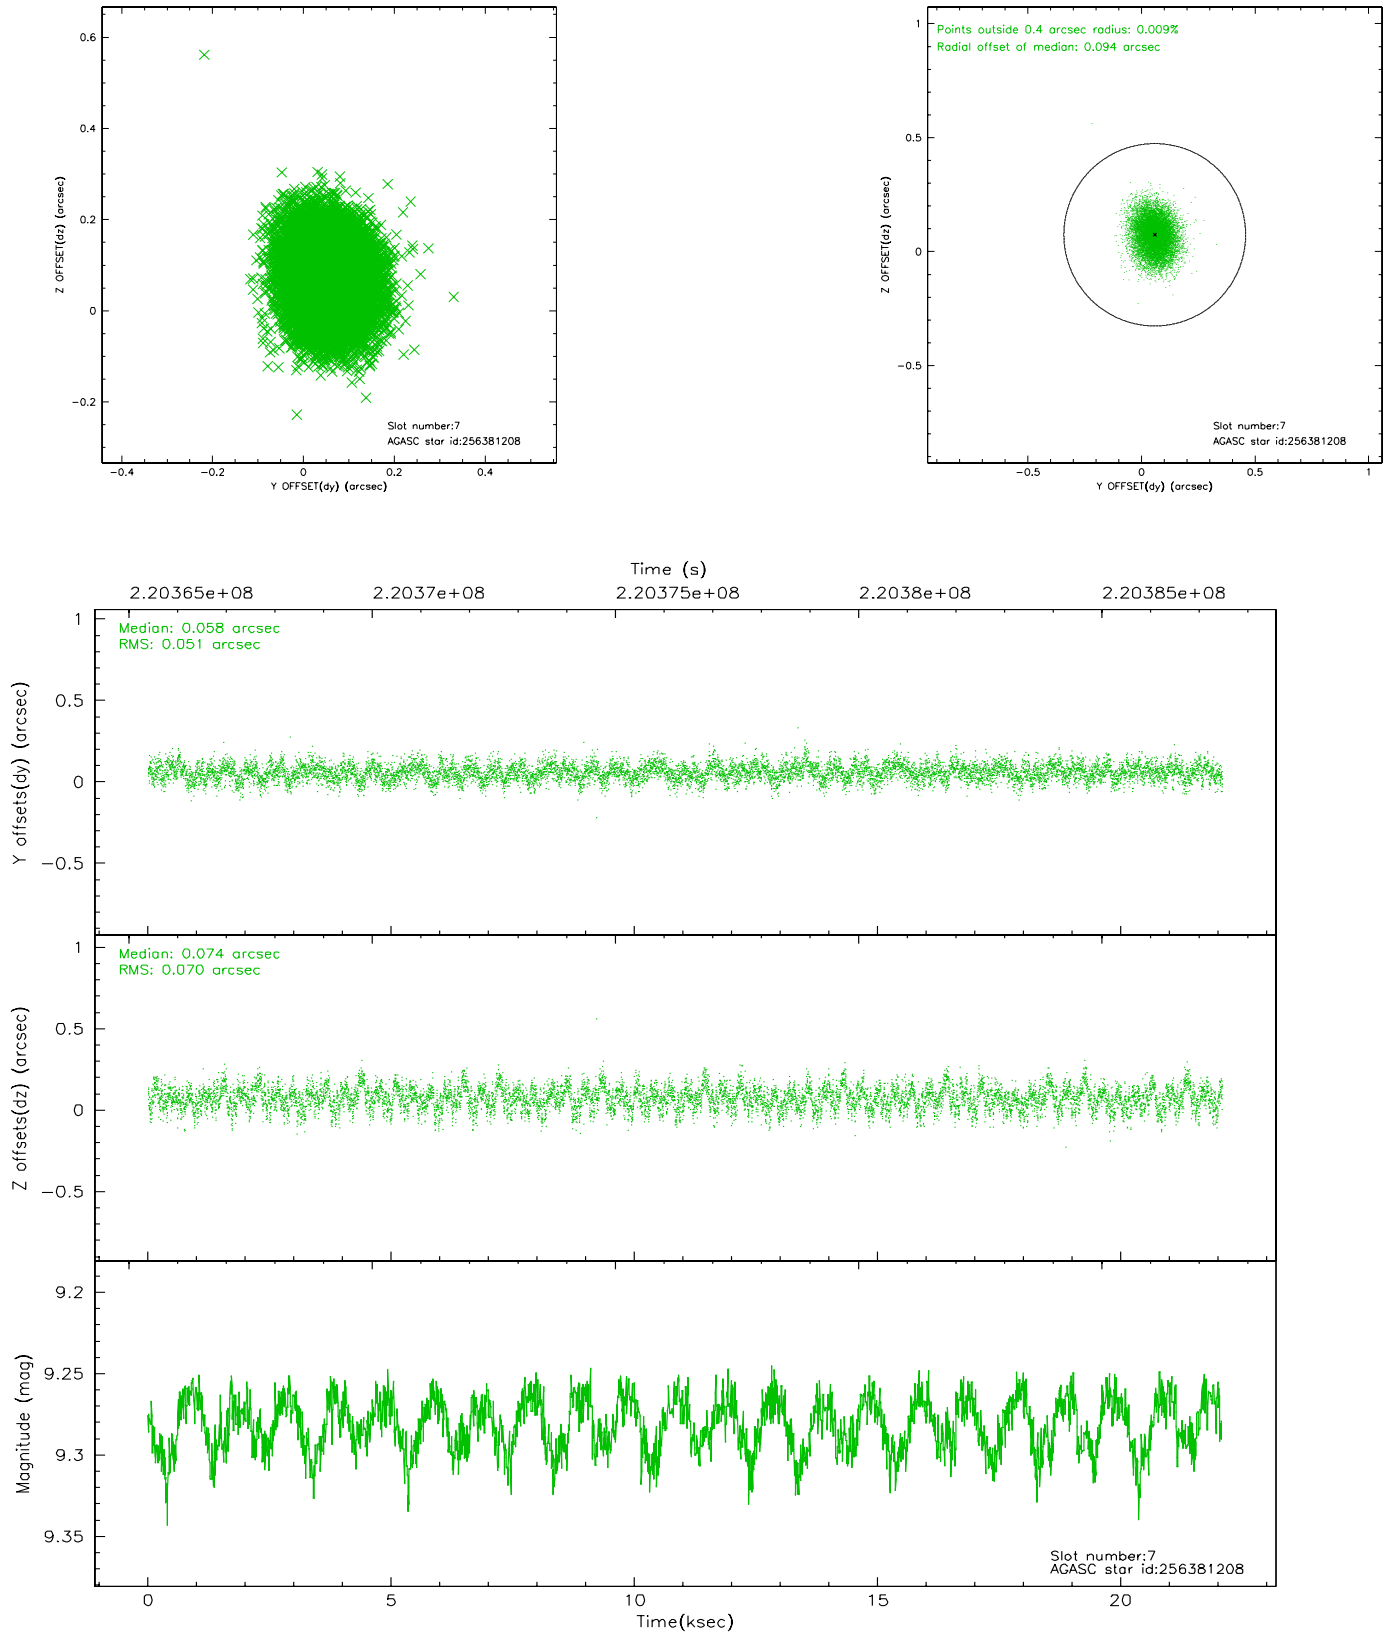 0.6
0.4
0.2
0
−0.2
Z OFFSET(dz) (arcsec)
Slot number:7
AGASC star id:256381208
−0.4 −0.2 0 0.2 0.4
Y OFFSET(dy) (arcsec)
Points outside 0.4 arcsec radius: 0.009%
Radial offset of median: 0.094 arcsec
1
0.5
0
−0.5
Z OFFSET(dz) (arcsec)
Slot number:7
AGASC star id:256381208
−0.5 0 0.5 1
Y OFFSET(dy) (arcsec)
Time (s)
2.20365e+08 2.2037e+08 2.20375e+08 2.2038e+08 2.20385e+08
Median: 0.058 arcsec
RMS: 0.051 arcsec
1
0.5
0
−0.5
Y offsets(dy) (arcsec)
Median: 0.074 arcsec
RMS: 0.070 arcsec
1
0.5
0
−0.5
Z offsets(dz) (arcsec)
9.2
9.25
9.3
9.35
Magnitude (mag)
Slot number:7
AGASC star id:256381208
0 5 10 15 20
Time(ksec)